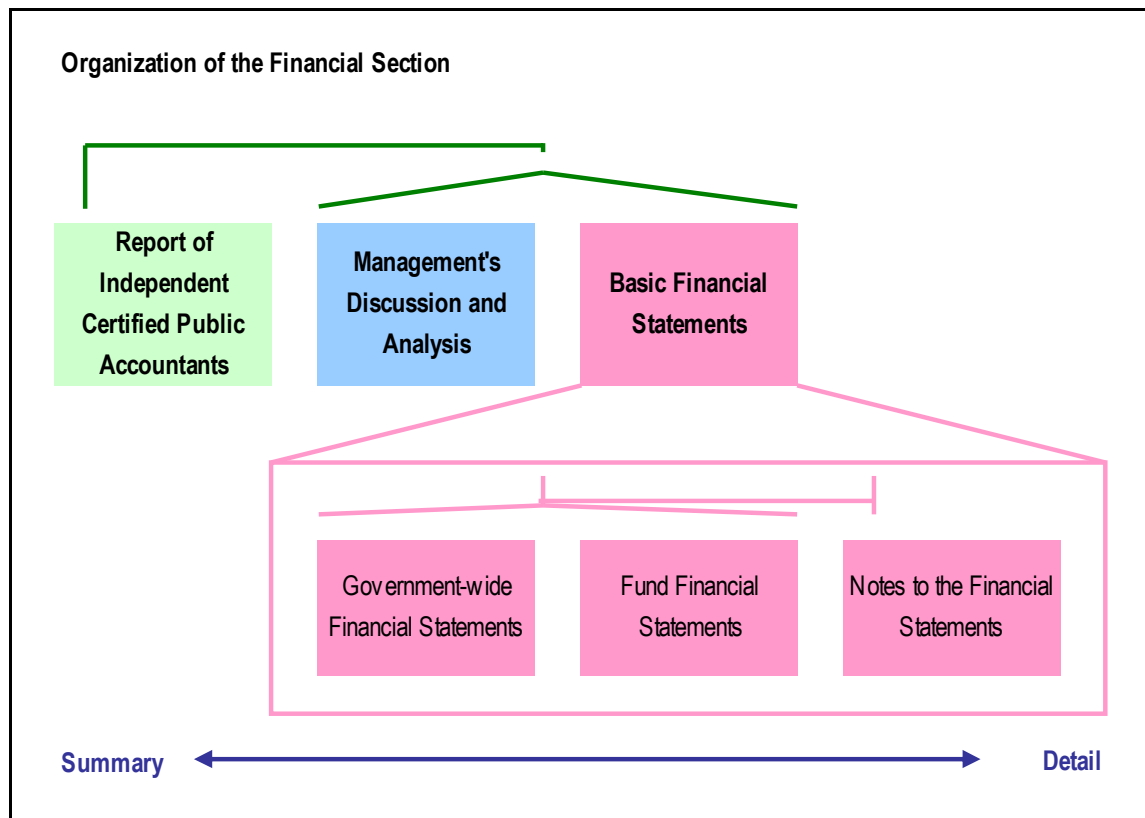 Organization of the Financial Section
Report of
Independent
Certified Public
Accountants
Management's
Discussion and
Analysis
Basic Financial
Statements
Government-wide
Financial Statements
Fund Financial
Statements
Notes to the Financial
Statements
Summary
Detail